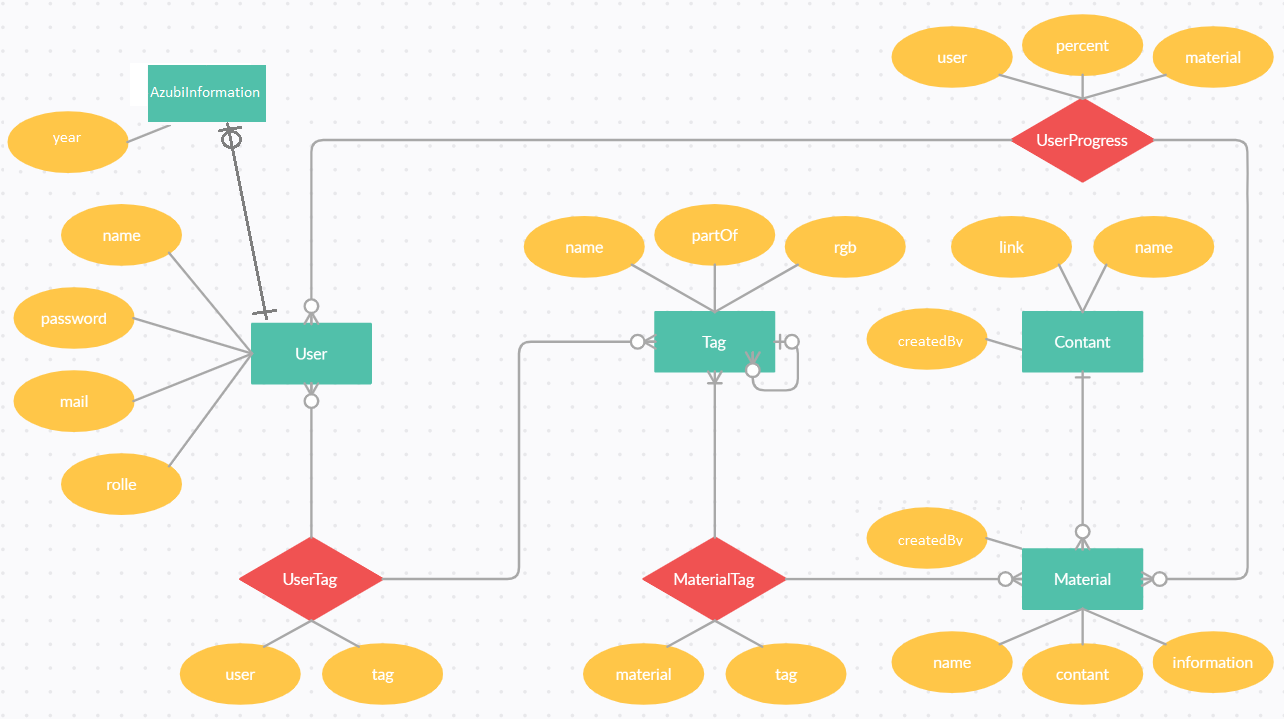 user
percent
material
AzubiInformation
year
UserProgress
name
name
partOf
rgb
link
name
password
User
Tag
createdBy
Contant
mail
rolle
createdBy
UserTag
MaterialTag
Material
user
tag
material
tag
name
contant
information